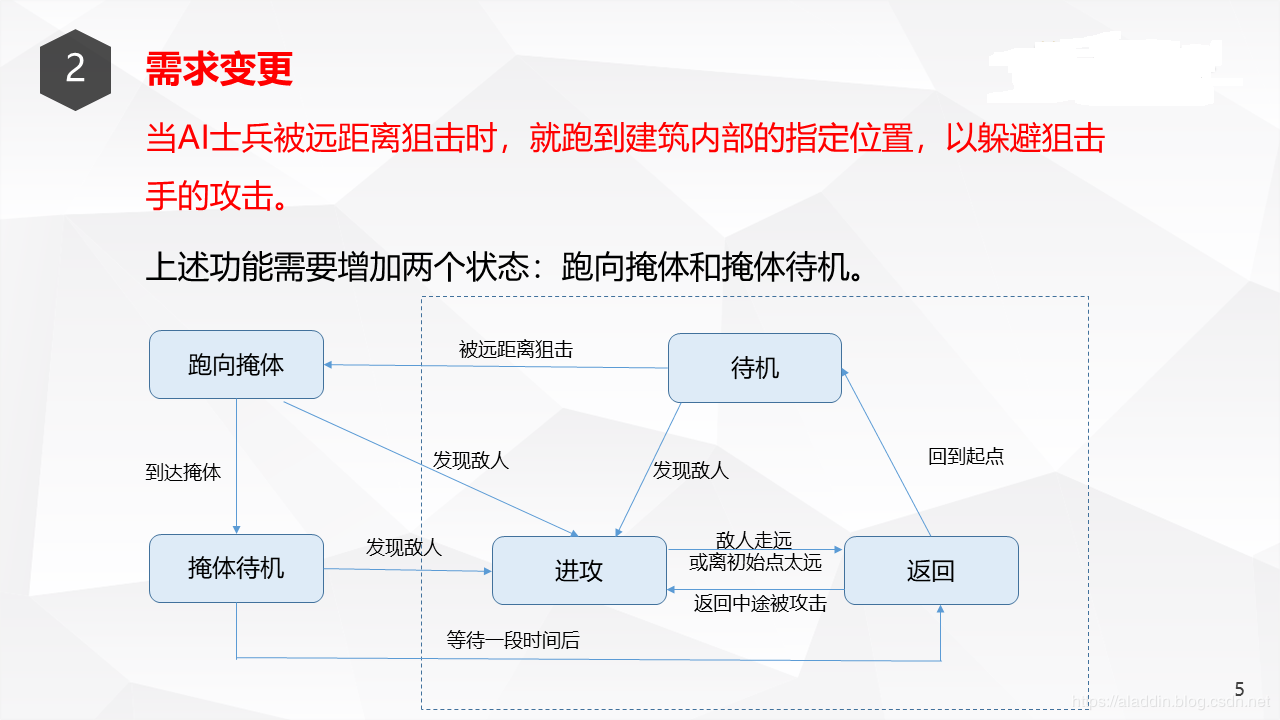 2
需求变更
当AI士兵被远距离狙击时，就跑到建筑内部的指定位置，以躲避狙击
手的攻击。
上述功能需要增加两个状态：跑向掩体和掩体待机。
被远距离狙击
跑向掩体
待机
发现敌人
发现敌人
回到起点
到达掩体
发现敌人
敌人走远
或离初始点太远
掩体待机
进攻
返回
返回中途被攻击
等待一段时间后
5
https://aladdin.blog.csdn.net